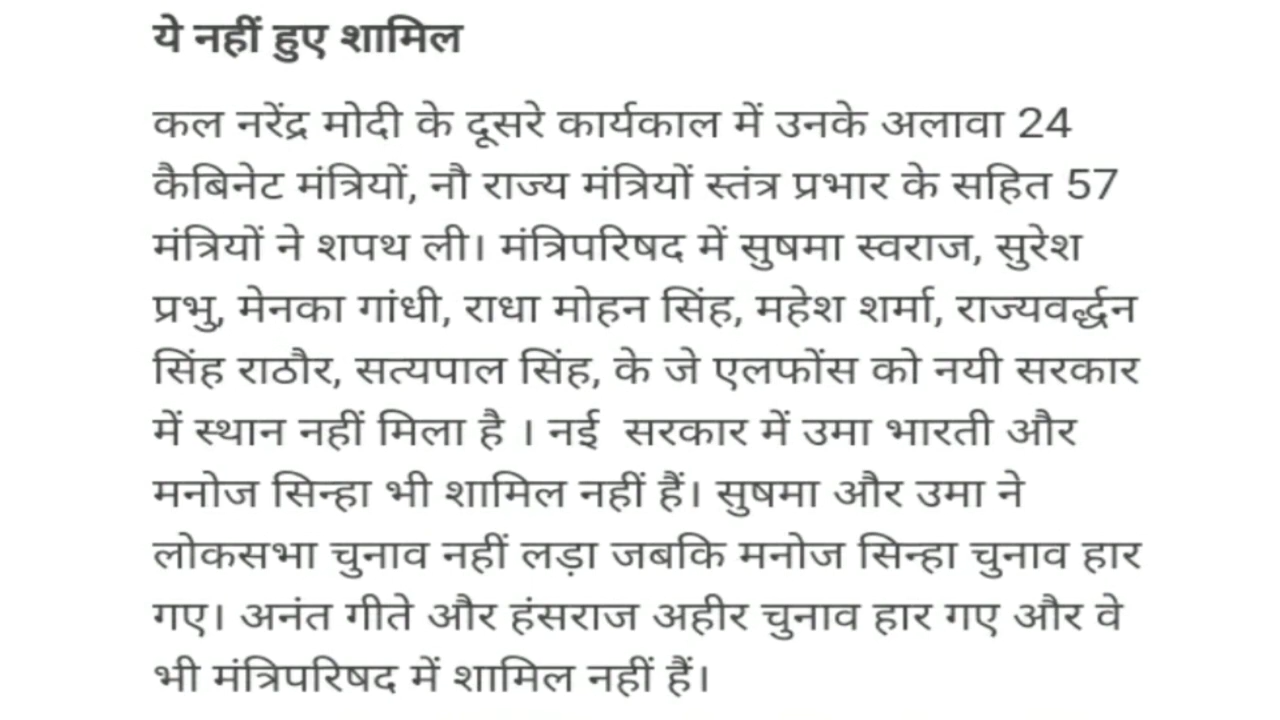 ये नहीं हुए शामिल
कल नरेंद्र मोदी के दूसरे कार्यकाल में उनके अलावा 24
कैबिनेट मंत्रियों, नौ राज्य मंत्रियों स्तंत्र प्रभार के सहित 57
मंत्रियों ने शपथ ली। मंत्रिपरिषद में सुषमा स्वराज, सुरेश
प्रभु, मेनका गांधी, राधा मोहन सिंह, महेश शर्मा, राज्यवर्द्धन
सिंह राठौर, सत्यपाल सिंह, के जे एलफोंस को नयी सरकार
में स्थान नहीं मिला है । नई  सरकार में उमा भारती और
मनोज सिन्हा भी शामिल नहीं हैं। सुषमा और उमा ने
लोकसभा चुनाव नहीं लड़ा जबकि मनोज सिन्हा चुनाव हार
गए। अनंत गीते और हंसराज अहीर चुनाव हार गए और वे
भी मंत्रिपरिषद में शामिल नहीं हैं।